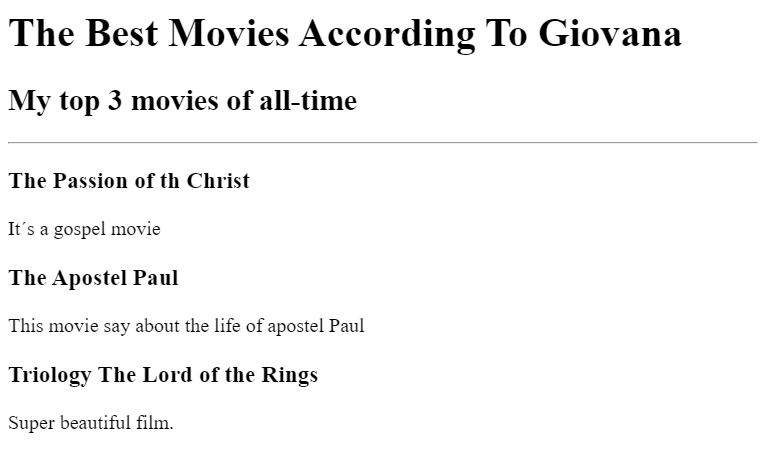 The Best Movies According To Giovana
My top 3 movies of all-time
The Passion of th Christ
It´s a gospel movie
The Apostel Paul
This movie say about the life of apostel Paul
Triology The Lord of the Rings
Super beautiful film.